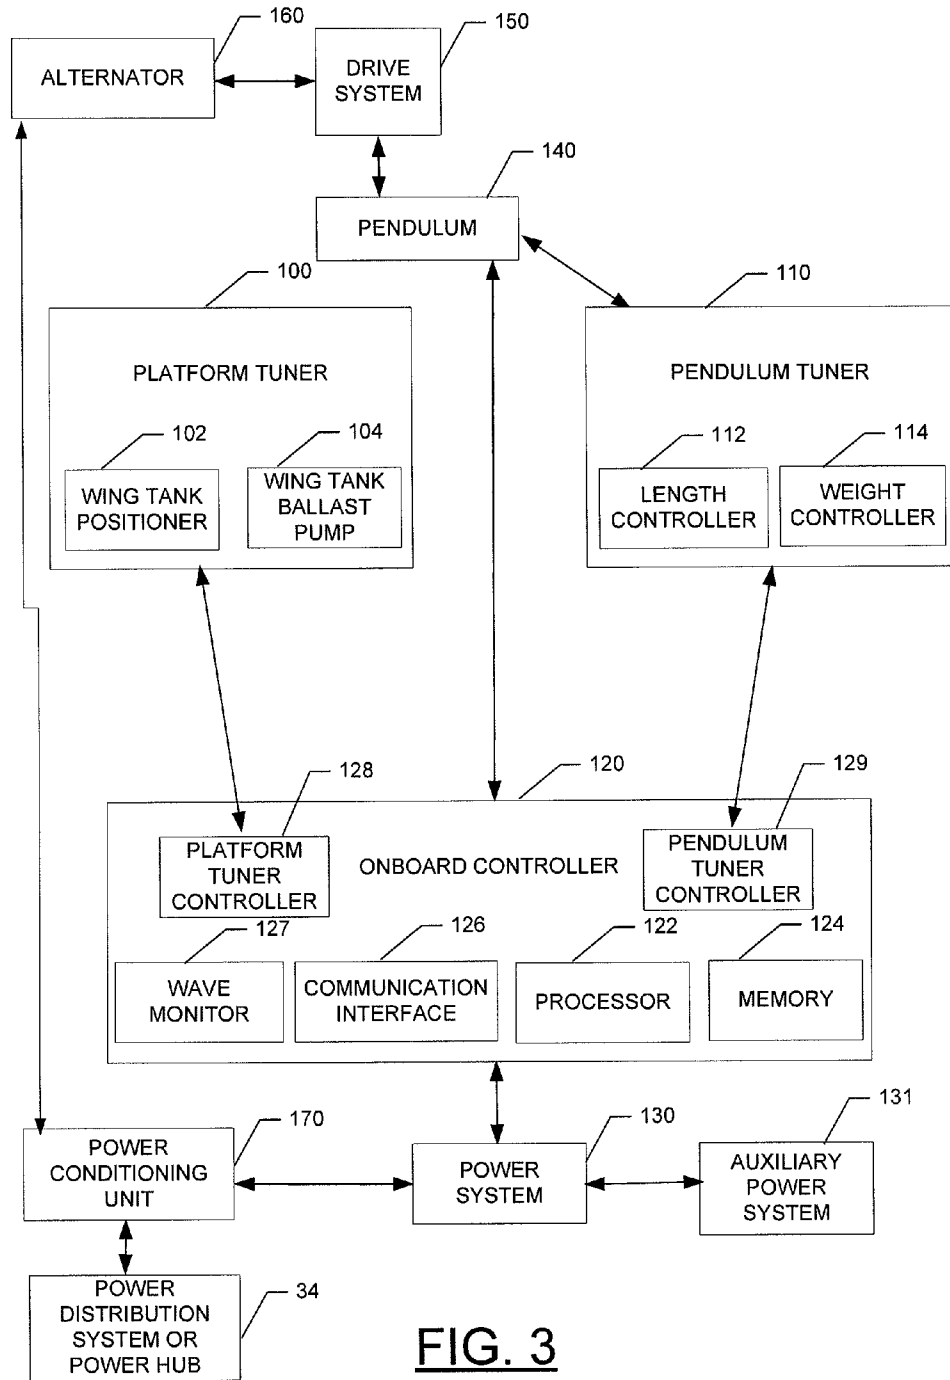 160
150
ALTERNATOR
DRIVE
SYSTEM
140
PENDULUM
100
110
PLATFORM TUNER
PENDULUM TUNER
102
104
112
114
WING TANK
POSITIONER
WING TANK
BALLAST
PUMP
LENGTH
CONTROLLER
WEIGHT
CONTROLLER
128
120
129
PLATFORM
TUNER
CONTROLLER
ONBOARD CONTROLLER
PENDULUM
TUNER
CONTROLLER
127
126
122
124
WAVE
MONITOR
COMMUNICATION
INTERFACE
PROCESSOR
MEMORY
170
130
131
POWER
CONDITIONING
UNIT
POWER
SYSTEM
AUXILIARY
POWER
SYSTEM
POWER
DISTRIBUTION
SYSTEM OR
POWER HUB
34
FIG. 3